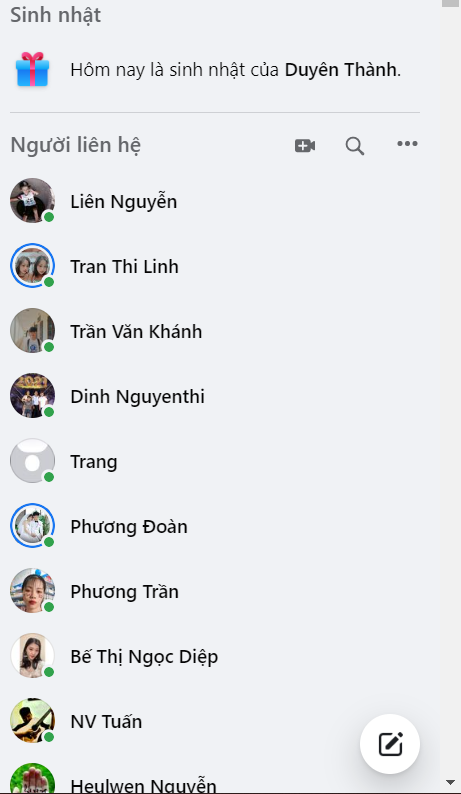 Sinh nhật
Hôm nay là sinh nhật của Duyên Thành.
Người liên hệ
Liên Nguyễn
Tran Thi Linh
Trần Văn Khánh
Dinh Nguyenthi
Trang
Phương Đoàn
Phương Trần
Bế Thị Ngọc Diệp
NV Tuấn
Heulwen Nguyễn